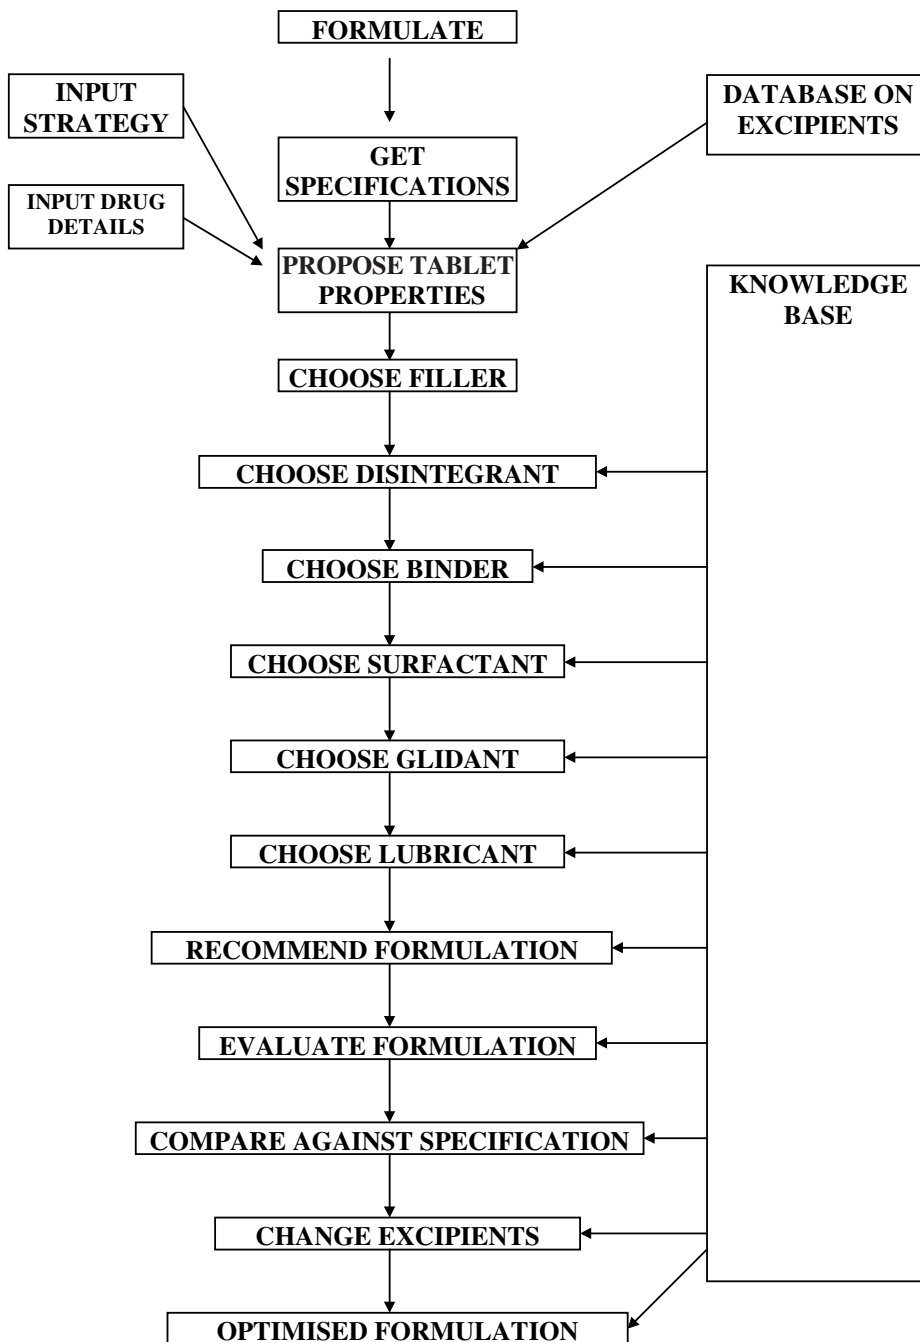 FORMULATE
INPUT
STRATEGY
DATABASE ON
EXCIPIENTS
GET
SPECIFICATIONS
INPUT DRUG
DETAILS
PROPOSE TABLET
PROPERTIES
KNOWLEDGE
BASE
CHOOSE FILLER
CHOOSE DISINTEGRANT
CHOOSE BINDER
CHOOSE SURFACTANT
CHOOSE GLIDANT
CHOOSE LUBRICANT
RECOMMEND FORMULATION
EVALUATE FORMULATION
COMPARE AGAINST SPECIFICATION
CHANGE EXCIPIENTS
OPTIMISED FORMULATION